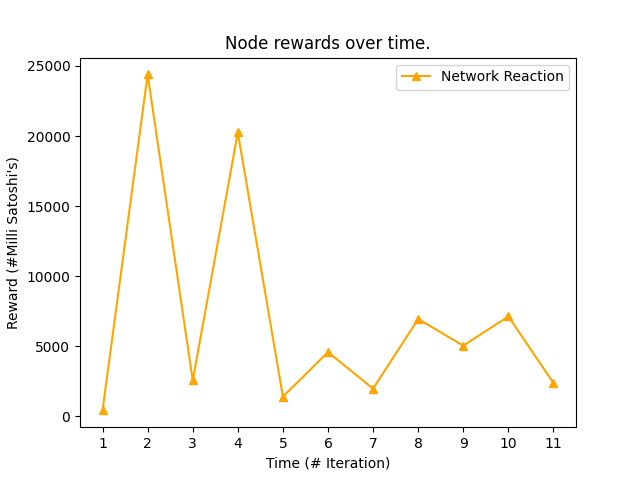 Node rewards over time.
Network Reaction
25000
20000
15000
10000
5000
0
Reward (#Milli Satoshi's)
1 2 3 4 5 6 7 8 9 10 11
Time (# Iteration)